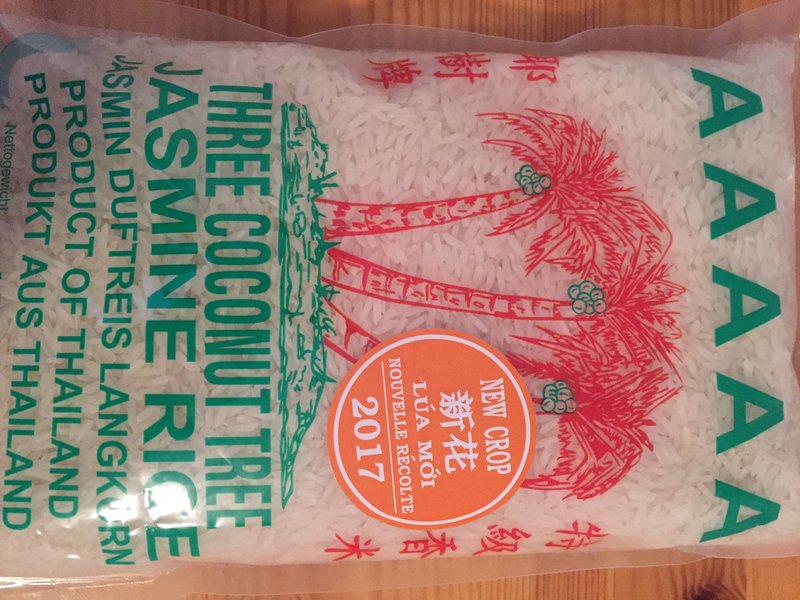 AAAAA
椰樹牌
特級香米
NEW CROP
新花
LÚA MỚI
NOUVELLE RÉCOLTE
2017
THREE COCONUT TREE
JASMINE RICE
JASMIN DUFTREIS LANGKORN
PRODUCT OF THAILAND
PRODUKT AUS THAILAND
Nettogewicht